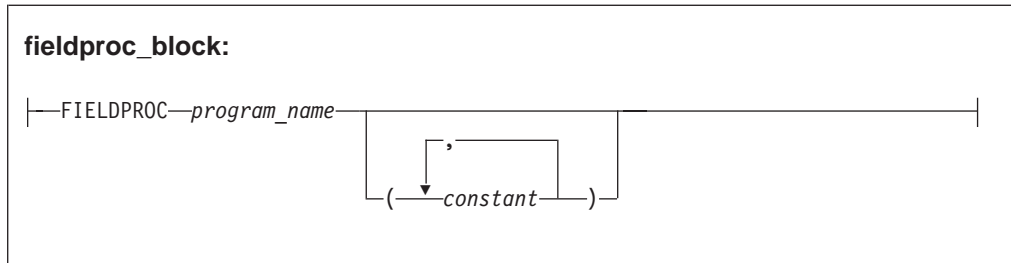 fieldproc_block:
FIELDPROC program_name
,
( constant )